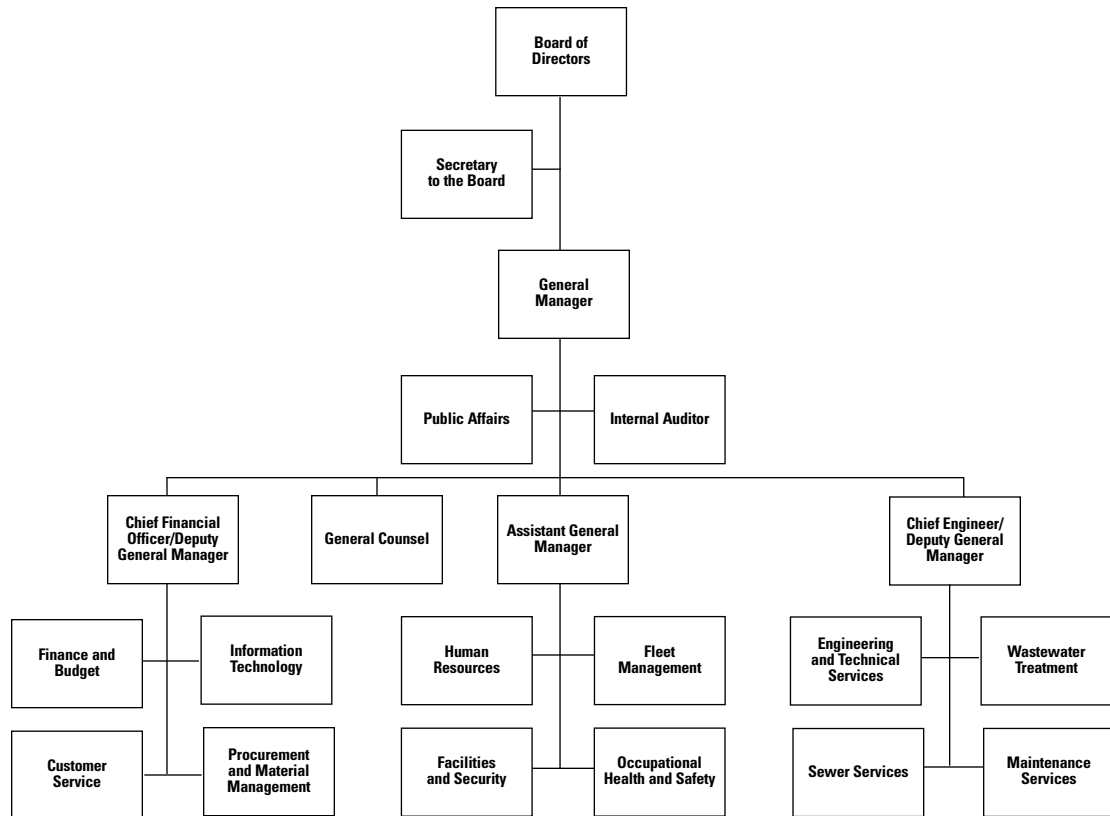 Board of
Directors
Secretary
to the Board
General
Manager
Public Affairs
Internal Auditor
Chief Financial
Officer/Deputy
General Manager
General Counsel
Assistant General
Manager
Chief Engineer/
Deputy General
Manager
Finance and
Budget
Information
Technology
Human
Resources
Fleet
Management
Engineering
and Technical
Services
Wastewater
Treatment
Customer
Service
Procurement
and Material
Management
Facilities
and Security
Occupational
Health and Safety
Sewer Services
Maintenance
Services